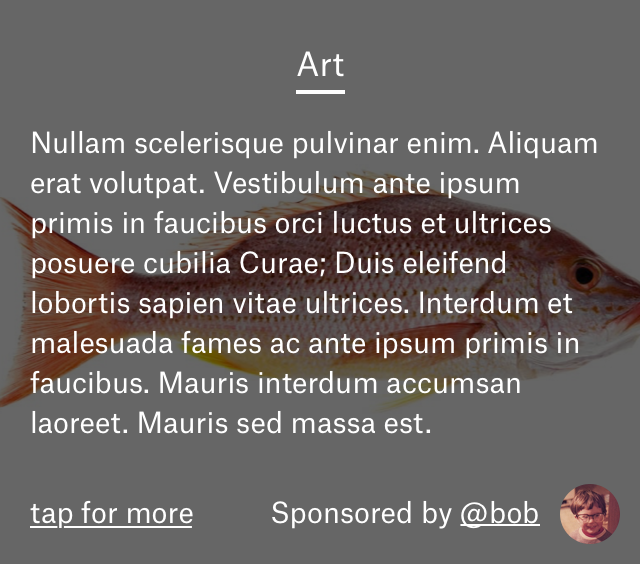 Art
Nullam scelerisque pulvinar enim. Aliquam
erat volutpat. Vestibulum ante ipsum
primis in faucibus orci luctus et ultrices
posuere cubilia Curae; Duis eleifend
lobortis sapien vitae ultrices. Interdum et
malesuada fames ac ante ipsum primis in
faucibus. Mauris interdum accumsan
laoreet. Mauris sed massa est.
tap for more Sponsored by @bob